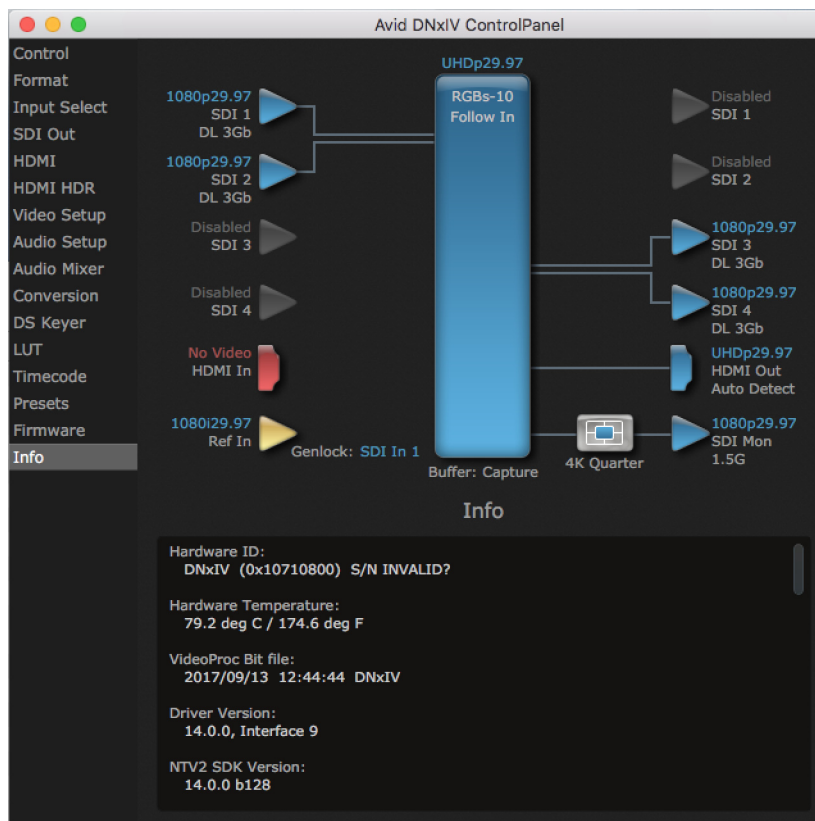 Avid DNxIV ControlPanel
Control
Format
Input Select
SDI Out
HDMI
HDMI HDR
Video Setup
Audio Setup
Audio Mixer
Conversion
DS Keyer
LUT
Timecode
Presets
Firmware
Info
1080p29.97
SDI 1
DL 3Gb
1080p29.97
SDI 2
DL 3Gb
Disabled
SDI 3
Disabled
SDI 4
No Video
HDMI In
1080i29.97
Ref In
Genlock: SDI In 1
UHDp29.97
RGBs-10
Follow In
Buffer: Capture
4K Quarter
Disabled
SDI 1
Disabled
SDI 2
1080p29.97
SDI 3
DL 3Gb
1080p29.97
SDI 4
DL 3Gb
UHDp29.97
HDMI Out
Auto Detect
1080p29.97
SDI Mon
1.5G
Info
Hardware ID:
DNxIV (0x10710800) S/N INVALID?
Hardware Temperature:
79.2 deg C / 174.6 deg F
VideoProc Bit file:
2017/09/13 12:44:44 DNxIV
Driver Version:
14.0.0, Interface 9
NTV2 SDK Version:
14.0.0 b128